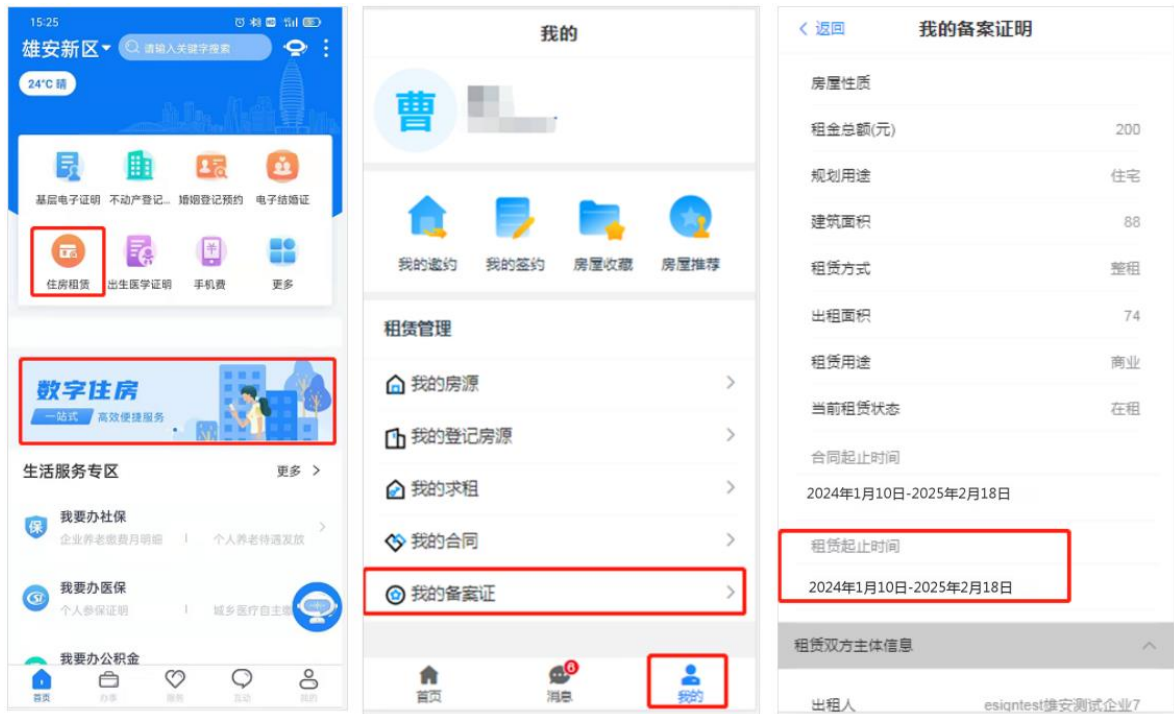 15:25
雄安新区
请输入关键字搜索
24°C 晴
基层电子证明 不动产登记... 婚姻登记预约 电子结婚证
住房租赁 出生医学证明 手机费 更多
数字住房
一站式 高效便捷服务
生活服务专区 更多
我要办社保
企业养老缴费月明细 个人养老待遇发放
我要办医保
个人参保证明 城乡医疗自主缴
我要办公积金
首页 办事 服务 互动 我的
我的
曹
我的邀约 我的签约 房屋收藏 房屋推荐
租赁管理
我的房源
我的登记房源
我的求租
我的合同
我的备案证
6
首页 消息 我的
返回 我的备案证明
房屋性质
租金总额(元) 200
规划用途 住宅
建筑面积 88
租赁方式 整租
出租面积 74
租赁用途 商业
当前租赁状态 在租
合同起止时间
2024年1月10日-2025年2月18日
租赁起止时间
2024年1月10日-2025年2月18日
租赁双方主体信息
出租人 esigntest雄安测试企业7